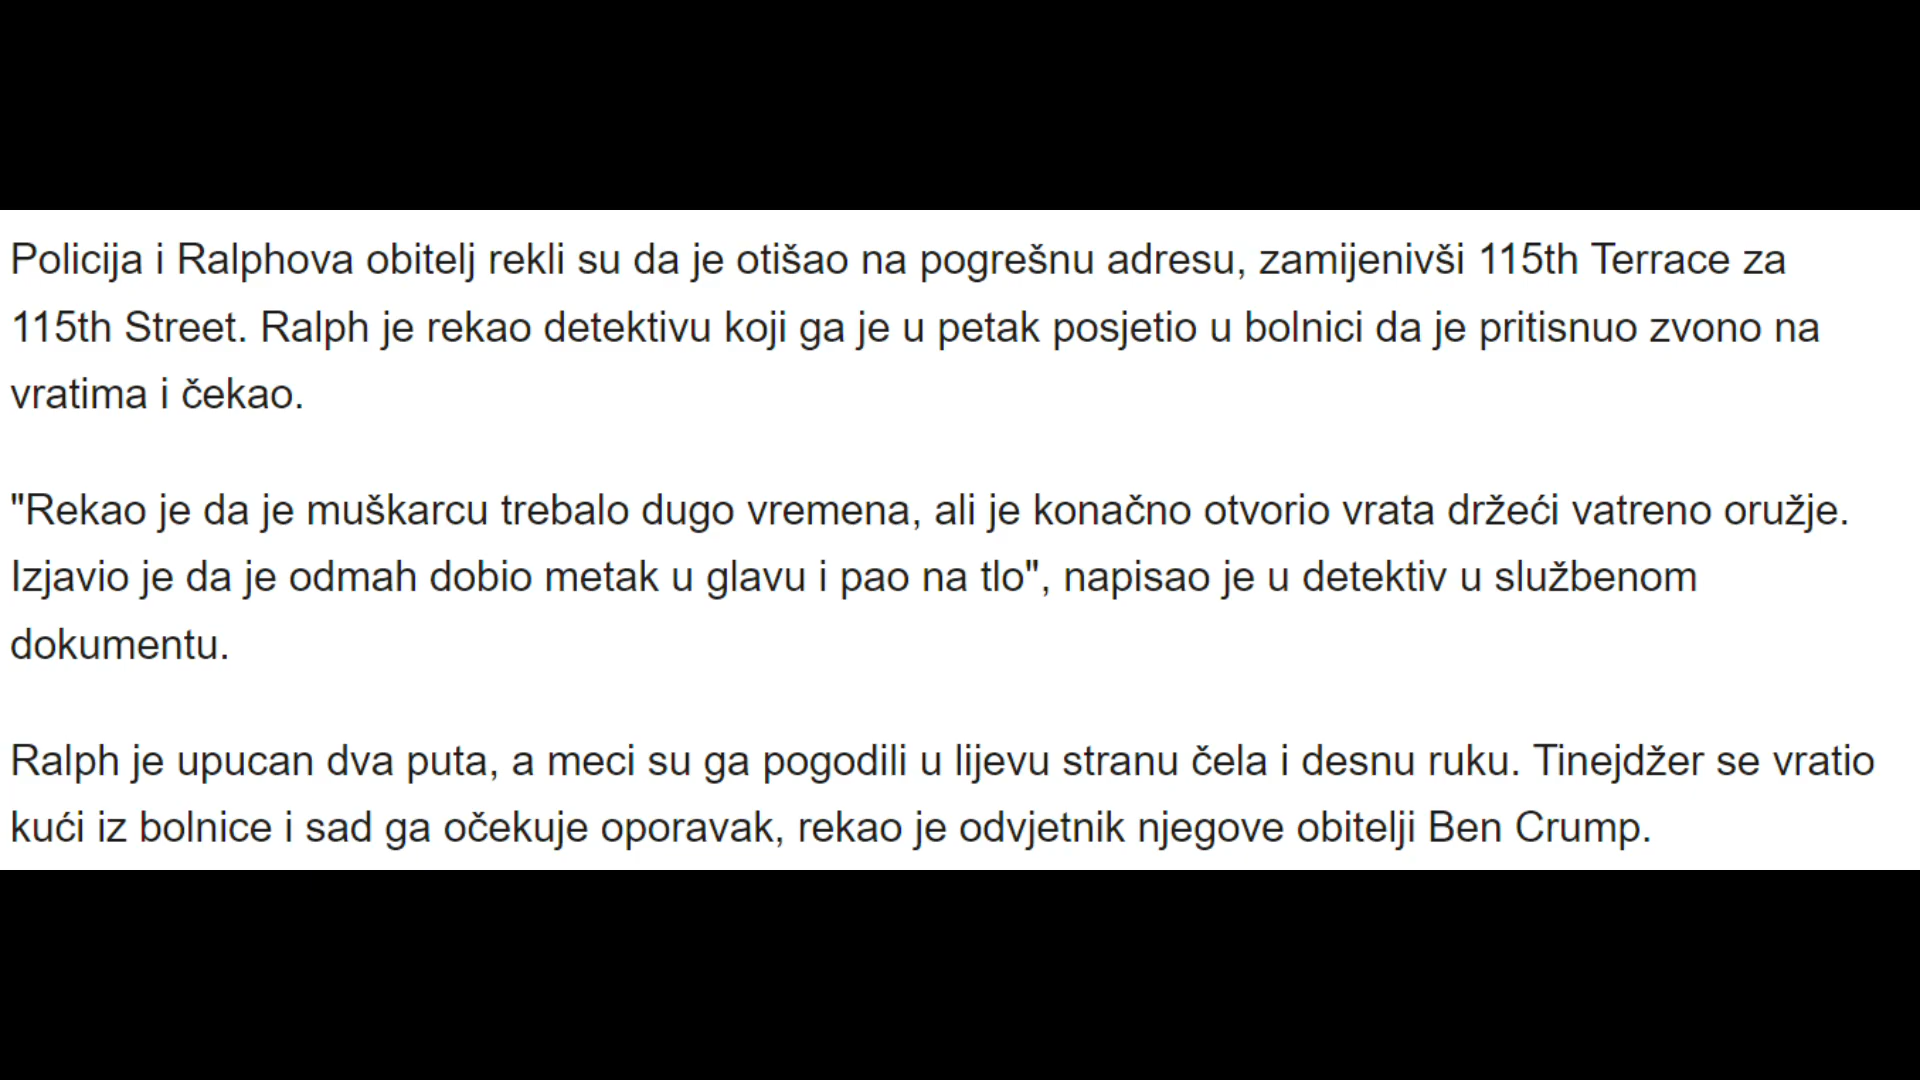 Policija i Ralphova obitelj rekli su da je otišao na pogrešnu adresu, zamijenivši 115th Terrace za
115th Street. Ralph je rekao detektivu koji ga je u petak posjetio u bolnici da je pritisnuo zvono na
vratima i čekao.
"Rekao je da je muškarcu trebalo dugo vremena, ali je konačno otvorio vrata držeći vatreno oružje.
Izjavio je da je odmah dobio metak u glavu i pao na tlo", napisao je u detektiv u službenom
dokumentu.
Ralph je upucan dva puta, a meci su ga pogodili u lijevu stranu čela i desnu ruku. Tinejdžer se vratio
kući iz bolnice i sad ga očekuje oporavak, rekao je odvjetnik njegove obitelji Ben Crump.